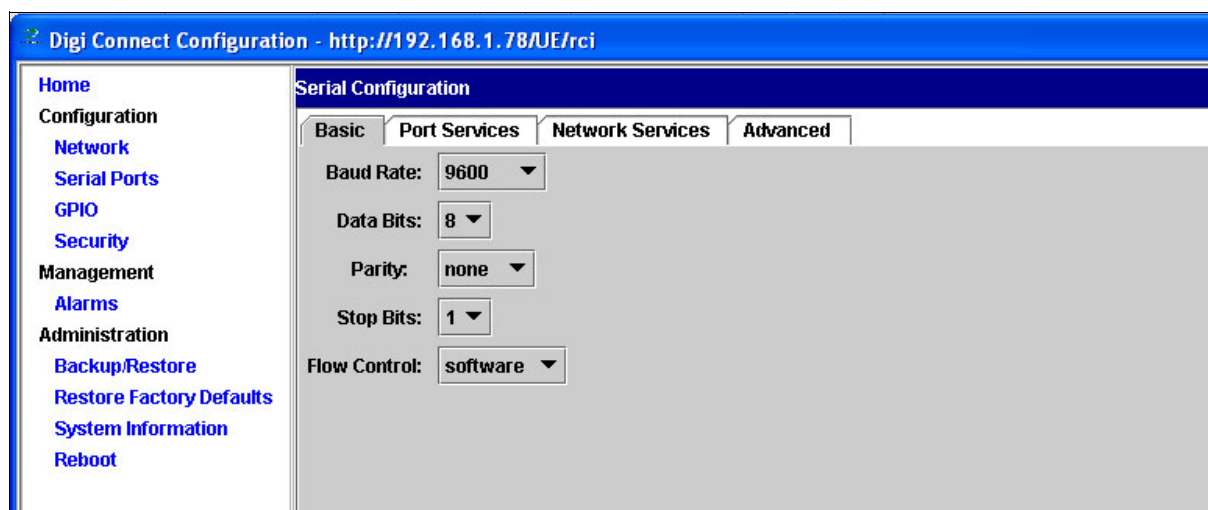 Digi Connect Configuration - http://192.168.1.78/UE/rci
Home
Configuration
Network
Serial Ports
GPIO
Security
Management
Alarms
Administration
Backup/Restore
Restore Factory Defaults
System Information
Reboot
Serial Configuration
Basic Port Services Network Services Advanced
Baud Rate: 9600
Data Bits: 8
Parity: none
Stop Bits: 1
Flow Control: software